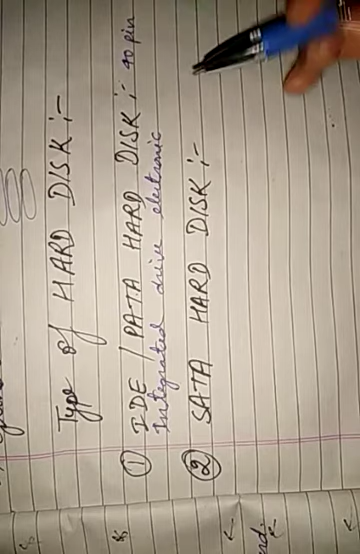 Type of HARD DISK :-
① IDE / PATA HARD DISK :- 40 pin
Integrated drive electronic
② SATA HARD DISK :-